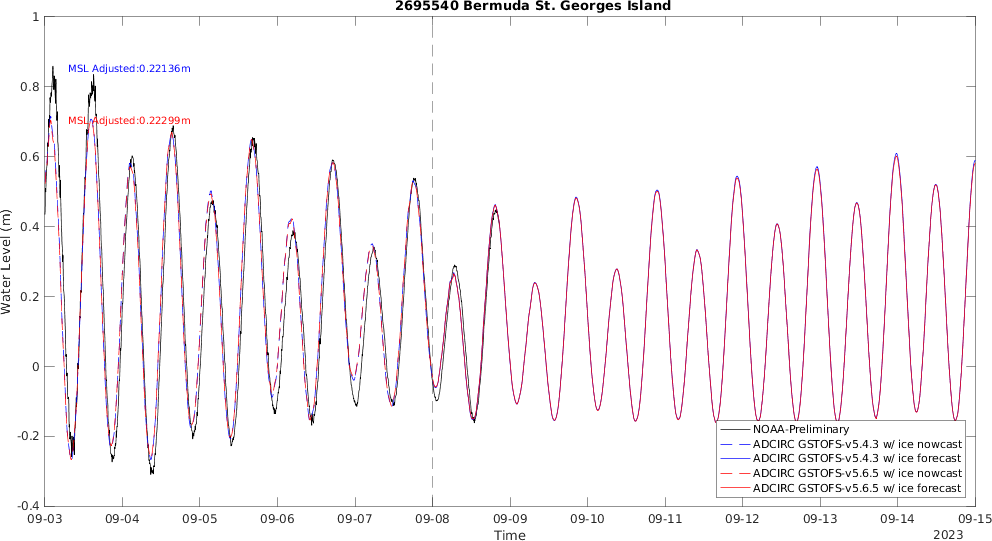 2695540 Bermuda St. Georges Island
1
0.8
0.6
0.4
0.2
0
-0.2
-0.4
Water Level (m)
MSL Adjusted:0.22136m
MSL Adjusted:0.22299m
NOAA-Preliminary
ADCIRC GSTOFS-v5.4.3 w/ ice nowcast
ADCIRC GSTOFS-v5.4.3 w/ ice forecast
ADCIRC GSTOFS-v5.6.5 w/ ice nowcast
ADCIRC GSTOFS-v5.6.5 w/ ice forecast
09-03 09-04 09-05 09-06 09-07 09-08 09-09 09-10 09-11 09-12 09-13 09-14 09-15
Time
2023